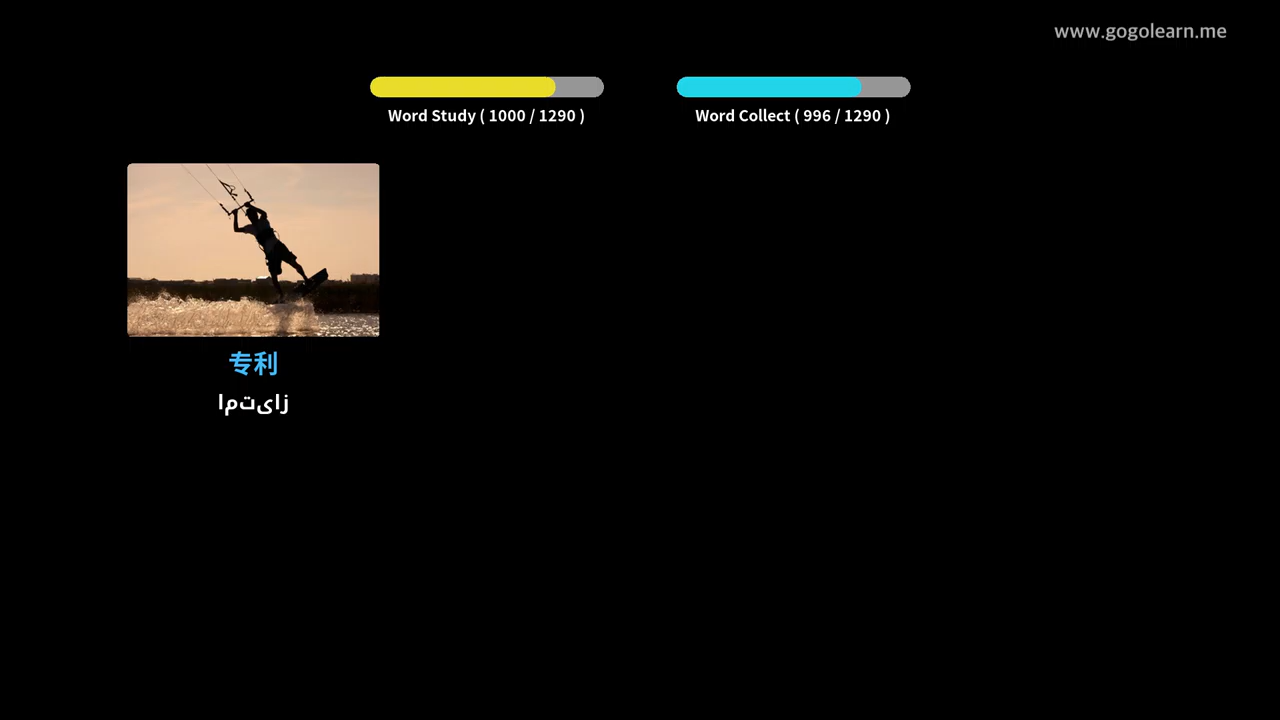 www.gogolearn.me
Word Study ( 1000 / 1290 )
Word Collect ( 996 / 1290 )
专利
امتیاز